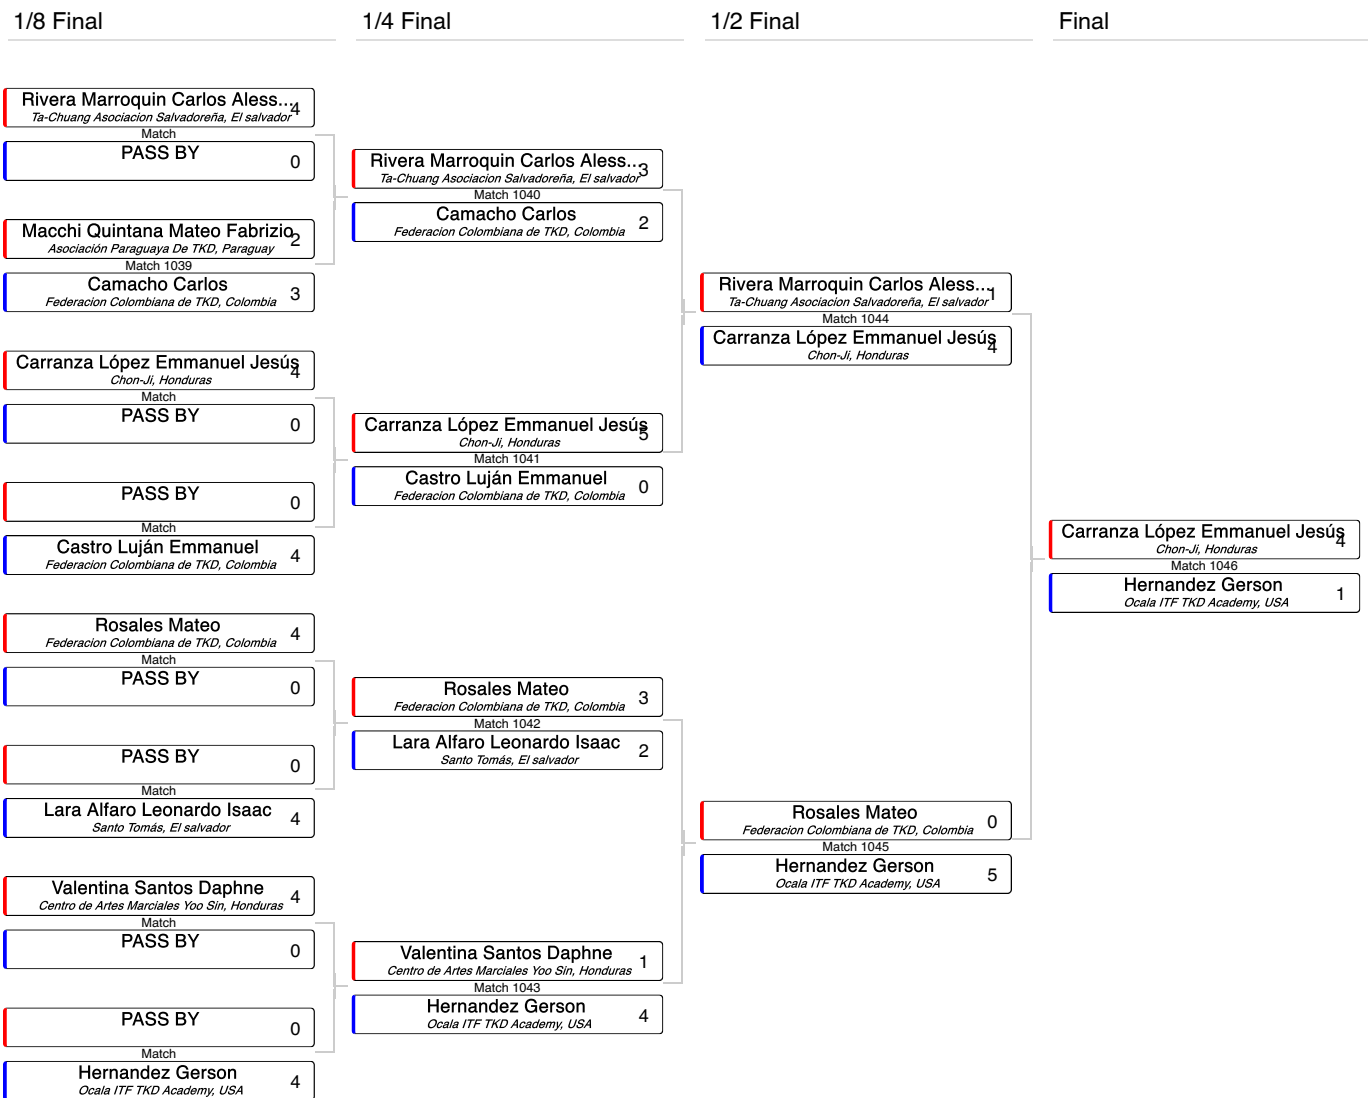 1/8 Final
1/4 Final
1/2 Final
Final
Rivera Marroquin Carlos Aless... 4
Ta-Chuang Asociacion Salvadoreña, El salvador
Match
PASS BY 0
Macchi Quintana Mateo Fabrizio 2
Asociación Paraguaya De TKD, Paraguay
Match 1039
Camacho Carlos 3
Federacion Colombiana de TKD, Colombia
Carranza López Emmanuel Jesús 4
Chon-Ji, Honduras
Match
PASS BY 0
PASS BY 0
Match
Castro Luján Emmanuel 4
Federacion Colombiana de TKD, Colombia
Rosales Mateo 4
Federacion Colombiana de TKD, Colombia
Match
PASS BY 0
PASS BY 0
Match
Lara Alfaro Leonardo Isaac 4
Santo Tomás, El salvador
Valentina Santos Daphne 4
Centro de Artes Marciales Yoo Sin, Honduras
Match
PASS BY 0
PASS BY 0
Match
Hernandez Gerson 4
Ocala ITF TKD Academy, USA
Rivera Marroquin Carlos Aless... 3
Ta-Chuang Asociacion Salvadoreña, El salvador
Match 1040
Camacho Carlos 2
Federacion Colombiana de TKD, Colombia
Carranza López Emmanuel Jesús 5
Chon-Ji, Honduras
Match 1041
Castro Luján Emmanuel 0
Federacion Colombiana de TKD, Colombia
Rosales Mateo 3
Federacion Colombiana de TKD, Colombia
Match 1042
Lara Alfaro Leonardo Isaac 2
Santo Tomás, El salvador
Valentina Santos Daphne 1
Centro de Artes Marciales Yoo Sin, Honduras
Match 1043
Hernandez Gerson 4
Ocala ITF TKD Academy, USA
Rivera Marroquin Carlos Aless... 1
Ta-Chuang Asociacion Salvadoreña, El salvador
Match 1044
Carranza López Emmanuel Jesús 4
Chon-Ji, Honduras
Rosales Mateo 0
Federacion Colombiana de TKD, Colombia
Match 1045
Hernandez Gerson 5
Ocala ITF TKD Academy, USA
Carranza López Emmanuel Jesús 4
Chon-Ji, Honduras
Match 1046
Hernandez Gerson 1
Ocala ITF TKD Academy, USA